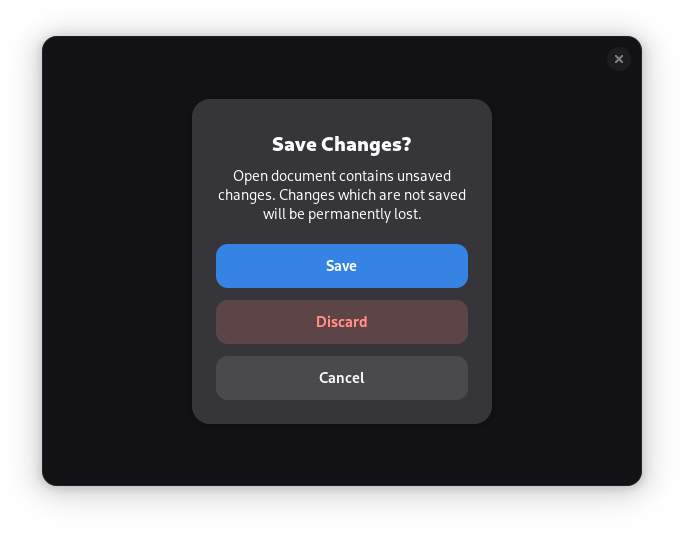 Save Changes?
Open document contains unsaved
changes. Changes which are not saved
will be permanently lost.
Save
Discard
Cancel